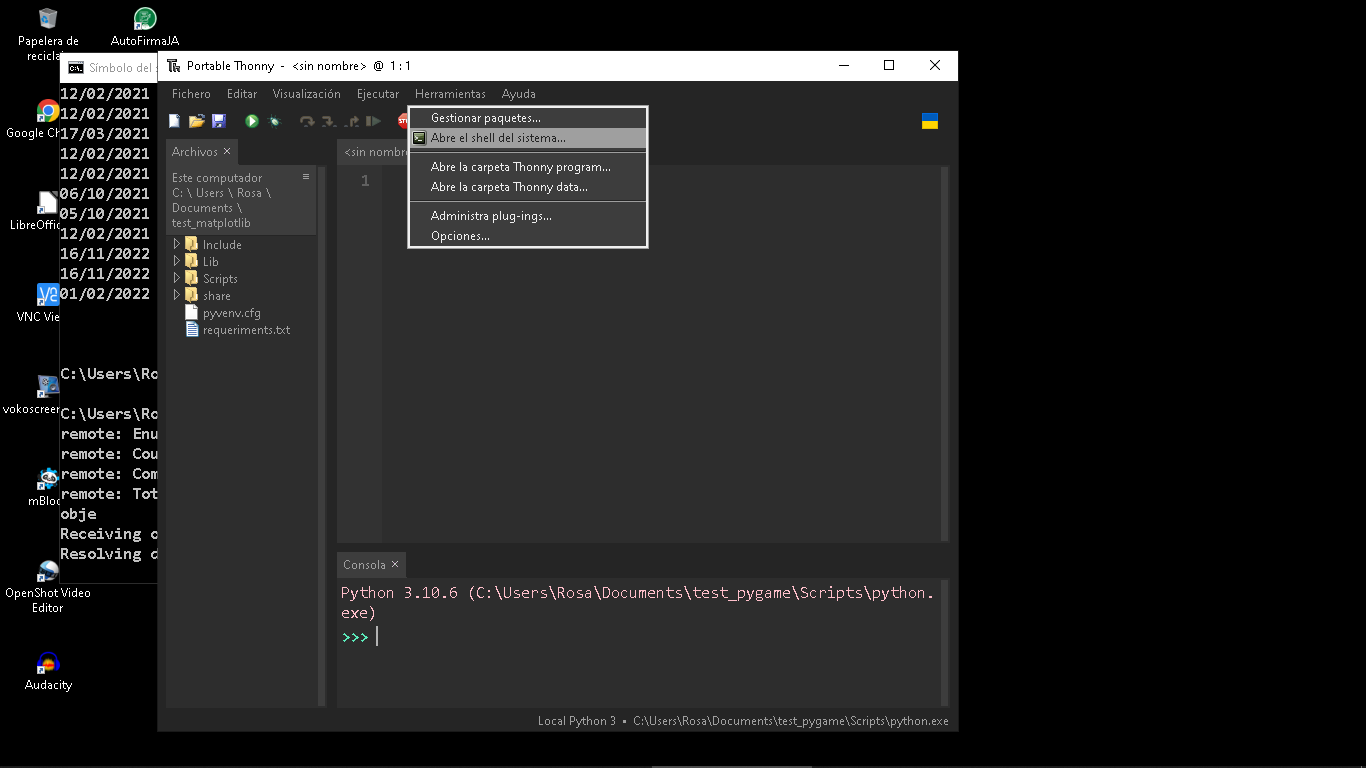 Papelera de
recicla
AutoFirmaJA
Google Ch
LibreOffic
VNC Vie
vokoscreen
mBloc
OpenShot Video
Editor
Audacity
Símbolo del s
12/02/2021
12/02/2021
17/03/2021
12/02/2021
12/02/2021
06/10/2021
05/10/2021
12/02/2021
16/11/2022
16/11/2022
01/02/2022
C:\Users\Ro
C:\Users\Ro
remote: Enu
remote: Cou
remote: Com
remote: Tot
obje
Receiving o
Resolving d
Portable Thonny - <sin nombre> @ 1 : 1
Fichero Editar Visualización Ejecutar Herramientas Ayuda
Gestionar paquetes...
Abre el shell del sistema...
Abre la carpeta Thonny program...
Abre la carpeta Thonny data...
Administra plug-ings...
Opciones...
Archivos
Este computador
C: \ Users \ Rosa \
Documents \
test_matplotlib
Include
Lib
Scripts
share
pyvenv.cfg
requeriments.txt
<sin nombre
1
Consola
Python 3.10.6 (C:\Users\Rosa\Documents\test_pygame\Scripts\python.
exe)
>>>
Local Python 3 • C:\Users\Rosa\Documents\test_pygame\Scripts\python.exe